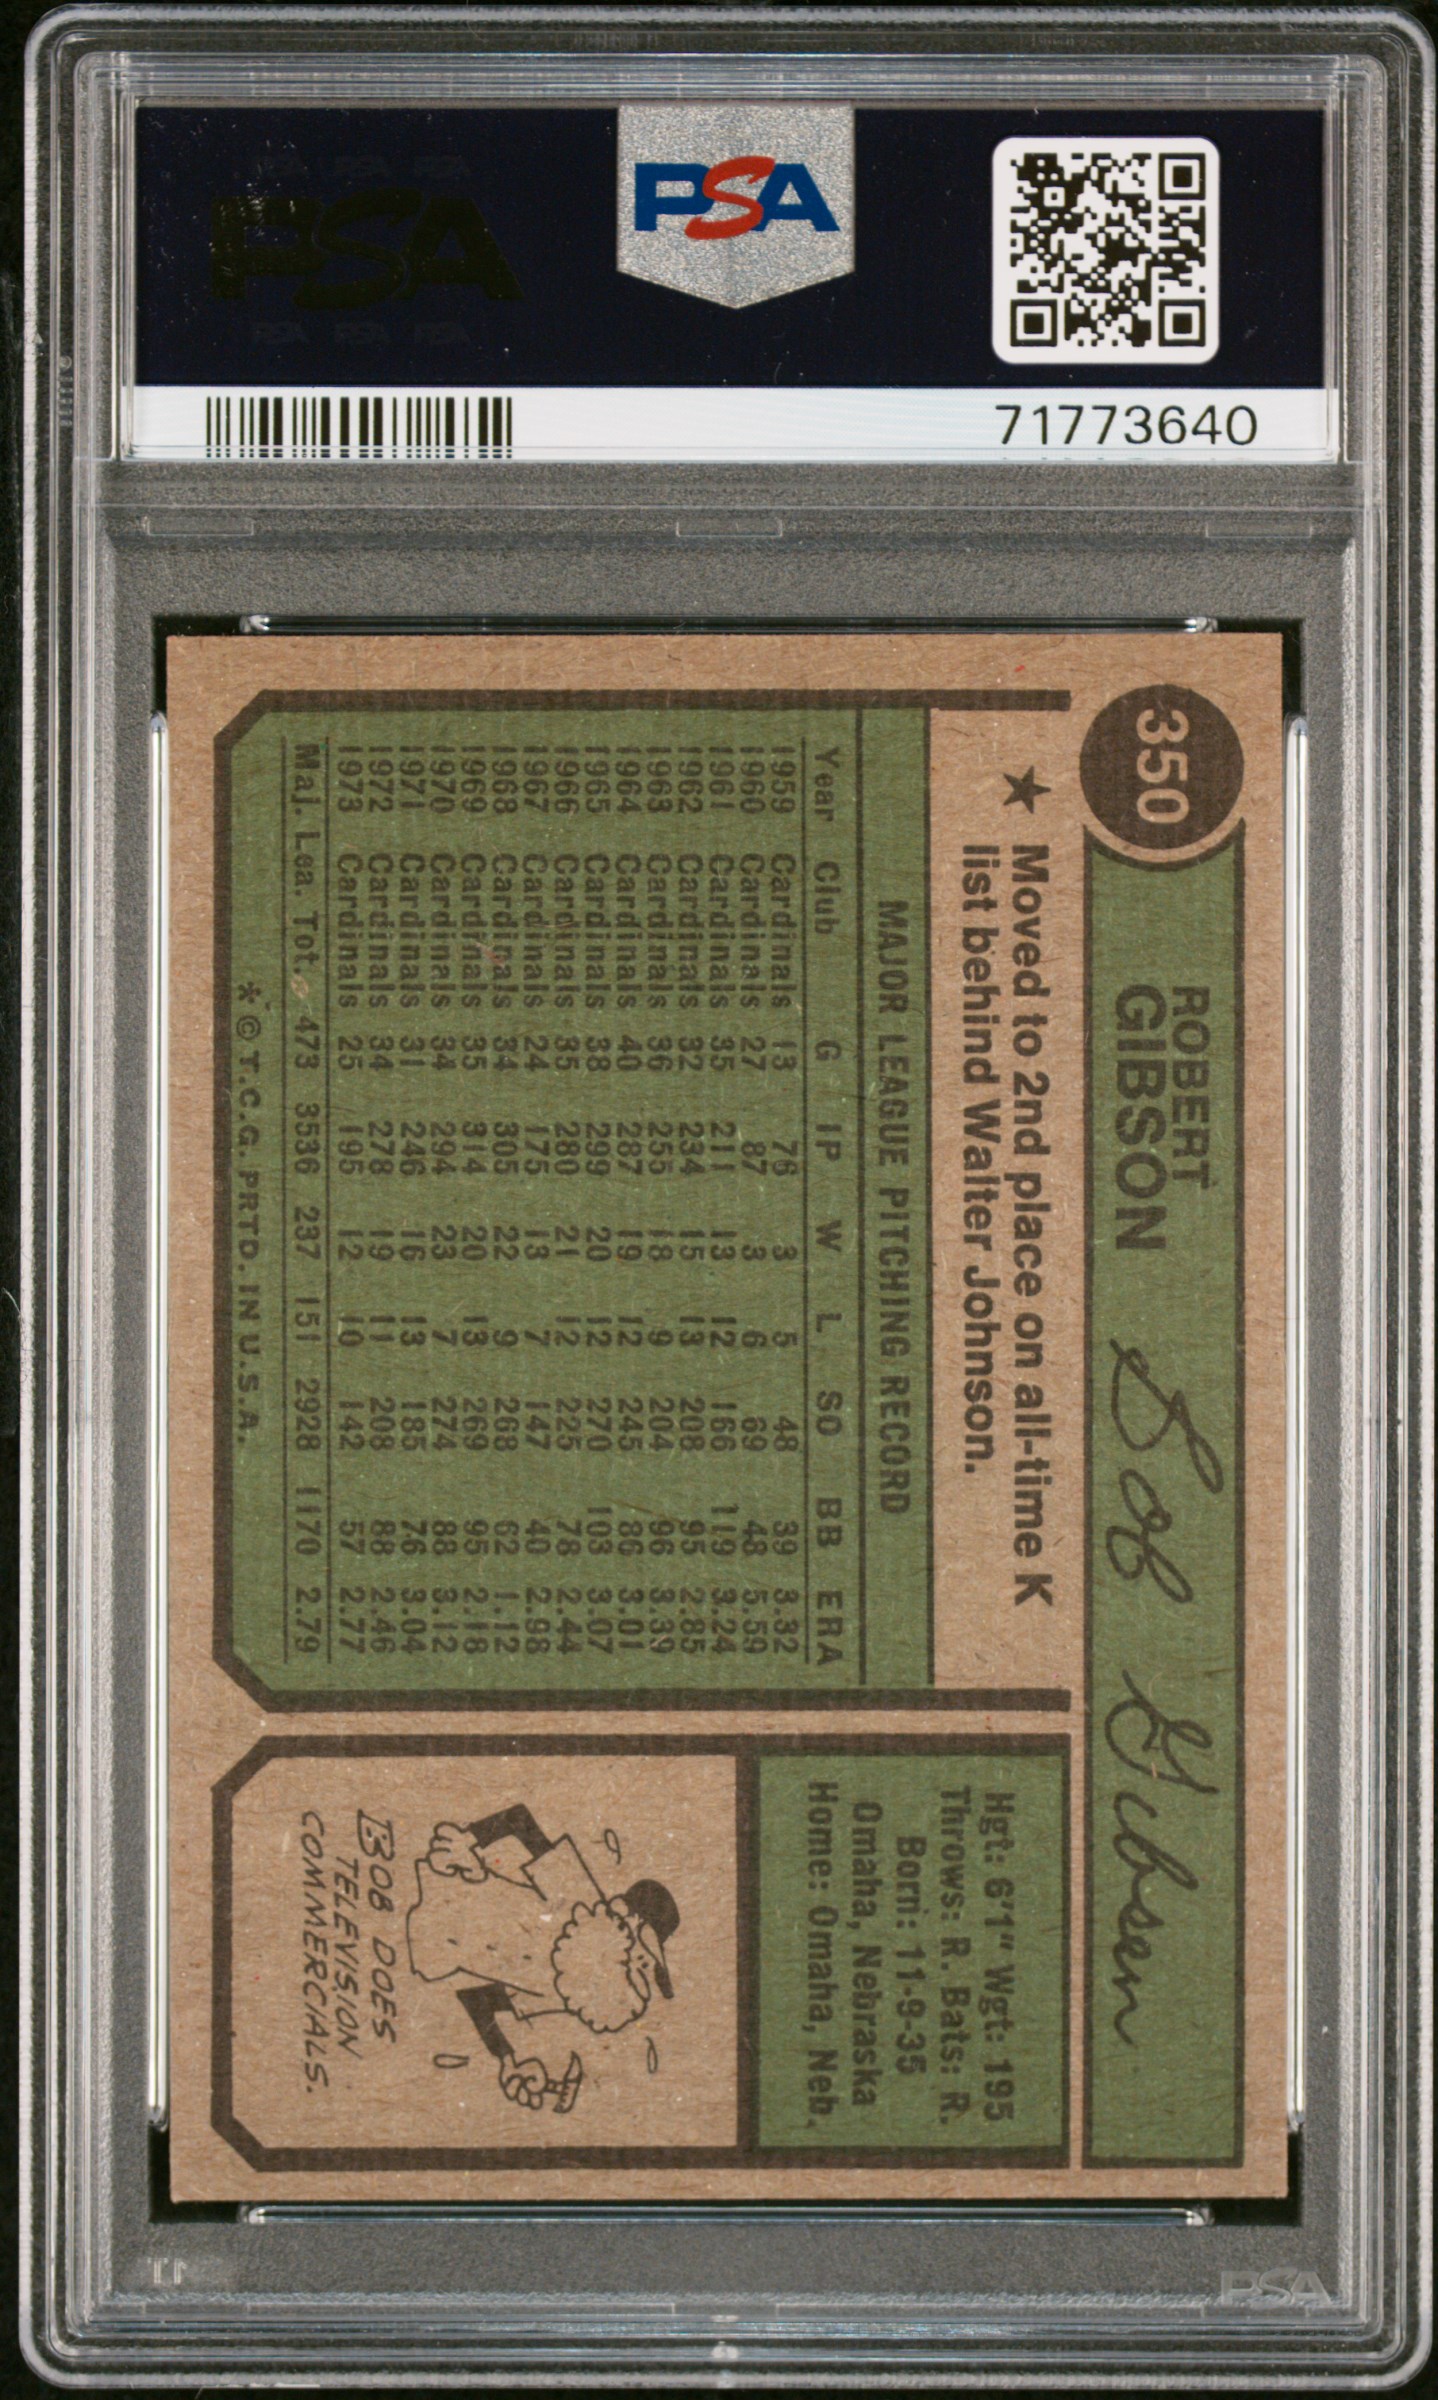 PSA
PSA
71773640
350
ROBERT
GIBSON
Bob Gibson
★ Moved to 2nd place on all-time K
list behind Walter Johnson.
MAJOR LEAGUE PITCHING RECORD
Year Club G IP W L SO BB ERA
1959 Cardinals 13 76 3 5 48 39 3.32
1960 Cardinals 27 87 3 6 69 48 5.59
1961 Cardinals 35 211 13 12 166 119 3.24
1962 Cardinals 32 234 15 13 208 95 2.85
1963 Cardinals 36 255 18 9 204 96 3.39
1964 Cardinals 40 287 19 12 245 86 3.01
1965 Cardinals 38 299 20 12 270 103 3.07
1966 Cardinals 35 280 21 12 225 78 2.44
1967 Cardinals 24 175 13 7 147 40 2.98
1968 Cardinals 34 305 22 9 268 62 1.12
1969 Cardinals 35 314 20 13 269 95 2.18
1970 Cardinals 34 294 23 7 274 88 3.12
1971 Cardinals 31 246 16 13 185 76 3.04
1972 Cardinals 34 278 19 11 208 88 2.46
1973 Cardinals 25 195 12 10 142 57 2.77
Maj. Lea. Tot. 473 3536 237 151 2928 1170 2.79
*© T.C.G. PRTD. IN U.S.A.
Hgt: 6'1" Wgt: 195
Throws: R. Bats: R.
Born: 11-9-35
Omaha, Nebraska
Home: Omaha, Neb.
BOB DOES
TELEVISION
COMMERCIALS.
PSA